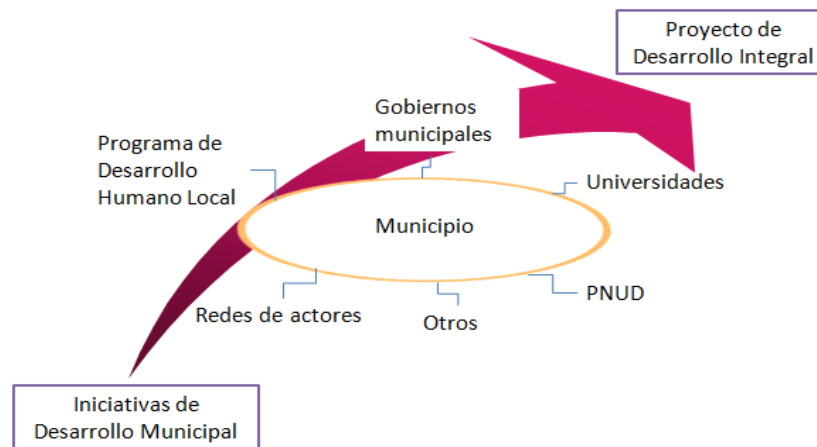 Proyecto de
Desarrollo Integral
Gobiernos
municipales
Programa de
Desarrollo
Humano Local
Universidades
Municipio
PNUD
Redes de actores
Otros
Iniciativas de
Desarrollo Municipal